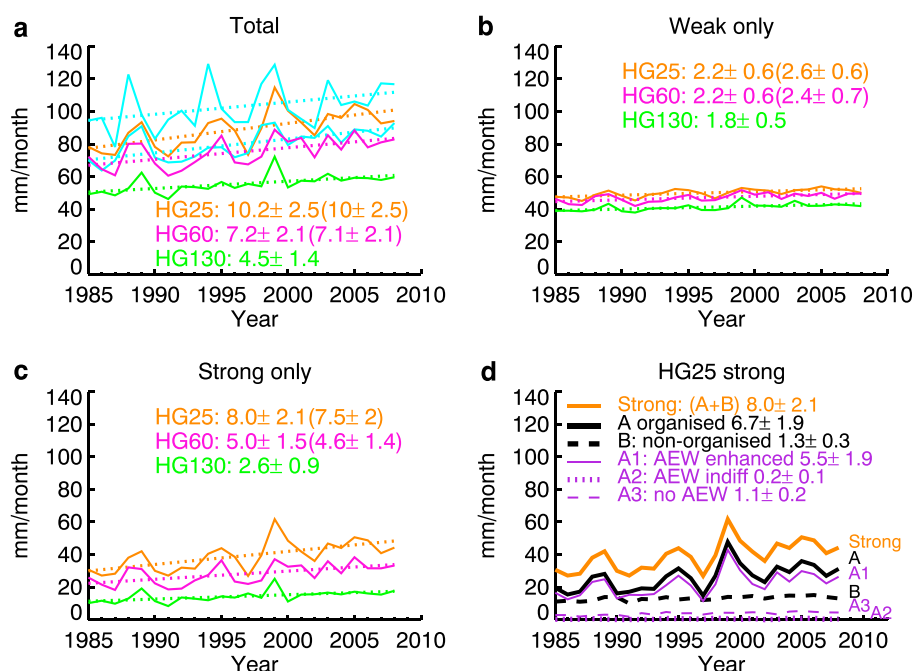 a Total
140
120
100
80
60
40
20
0
mm/month
HG25: 10.2± 2.5(10± 2.5)
HG60: 7.2± 2.1(7.1± 2.1)
HG130: 4.5± 1.4
1985 1990 1995 2000 2005 2010
Year
b Weak only
140
120
100
80
60
40
20
0
mm/month
HG25: 2.2± 0.6(2.6± 0.6)
HG60: 2.2± 0.6(2.4± 0.7)
HG130: 1.8± 0.5
1985 1990 1995 2000 2005 2010
Year
c Strong only
140
120
100
80
60
40
20
0
mm/month
HG25: 8.0± 2.1(7.5± 2)
HG60: 5.0± 1.5(4.6± 1.4)
HG130: 2.6± 0.9
1985 1990 1995 2000 2005 2010
Year
d HG25 strong
140
120
100
80
60
40
20
0
mm/month
Strong: (A+B) 8.0± 2.1
A organised 6.7± 1.9
B: non-organised 1.3± 0.3
A1: AEW enhanced 5.5± 1.9
A2: AEW indiff 0.2± 0.1
A3: no AEW 1.1± 0.2
Strong
A
A1
B
A3 A2
1985 1990 1995 2000 2005 2010
Year